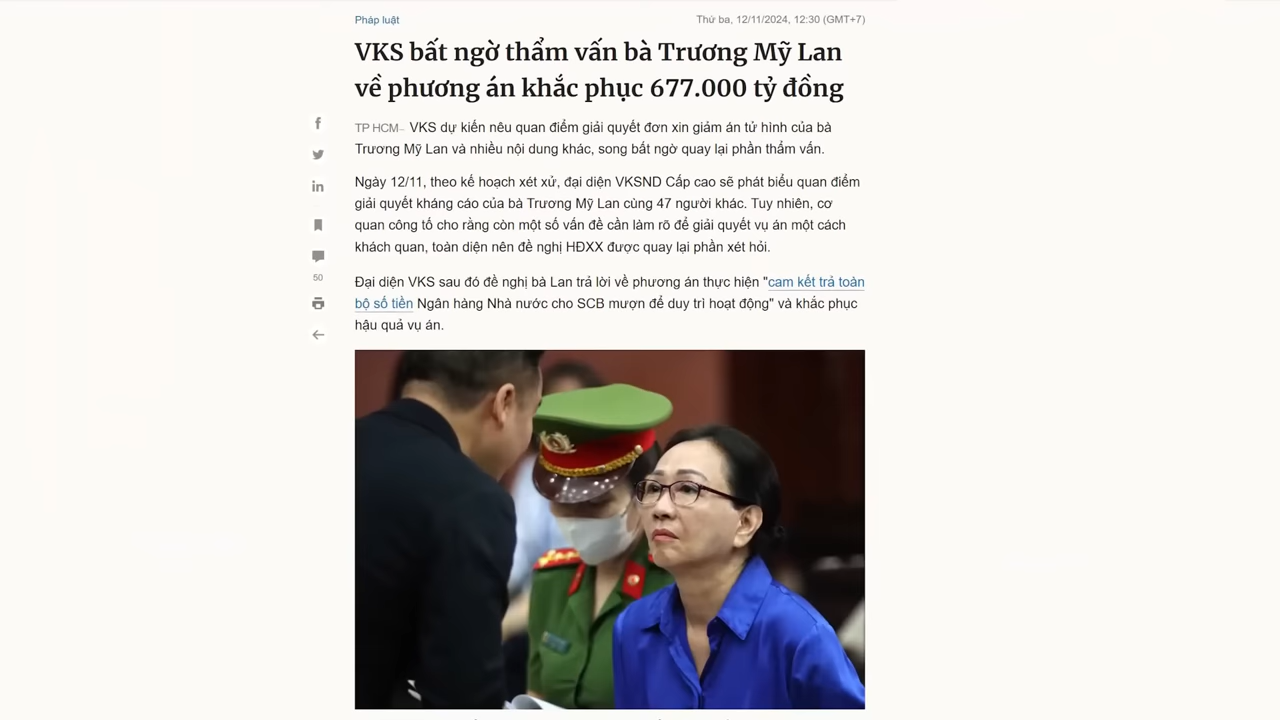 Pháp luật
Thứ ba, 12/11/2024, 12:30 (GMT+7)
VKS bất ngờ thẩm vấn bà Trương Mỹ Lan
về phương án khắc phục 677.000 tỷ đồng
TP HCM– VKS dự kiến nêu quan điểm giải quyết đơn xin giảm án tử hình của bà
Trương Mỹ Lan và nhiều nội dung khác, song bất ngờ quay lại phần thẩm vấn.
Ngày 12/11, theo kế hoạch xét xử, đại diện VKSND Cấp cao sẽ phát biểu quan điểm
giải quyết kháng cáo của bà Trương Mỹ Lan cùng 47 người khác. Tuy nhiên, cơ
quan công tố cho rằng còn một số vấn đề cần làm rõ để giải quyết vụ án một cách
khách quan, toàn diện nên đề nghị HĐXX được quay lại phần xét hỏi.
50
Đại diện VKS sau đó đề nghị bà Lan trả lời về phương án thực hiện "cam kết trả toàn
bộ số tiền Ngân hàng Nhà nước cho SCB mượn để duy trì hoạt động" và khắc phục
hậu quả vụ án.